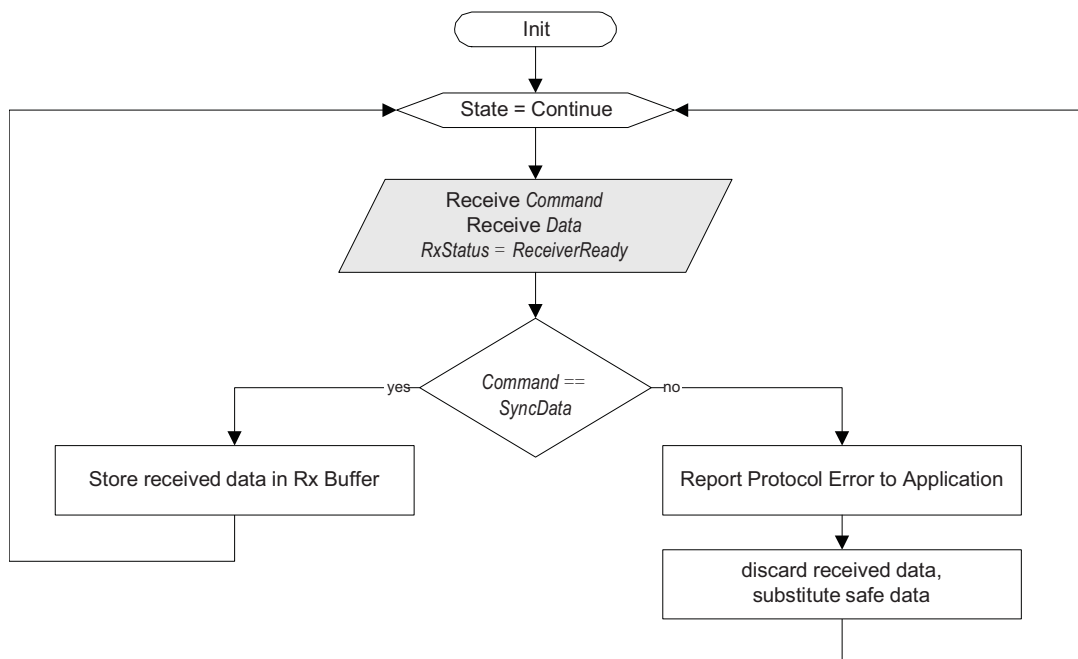 Init
State = Continue
Receive Command
Receive Data
RxStatus = ReceiverReady
Command ==
SyncData
yes
no
Store received data in Rx Buffer
Report Protocol Error to Application
discard received data,
substitute safe data